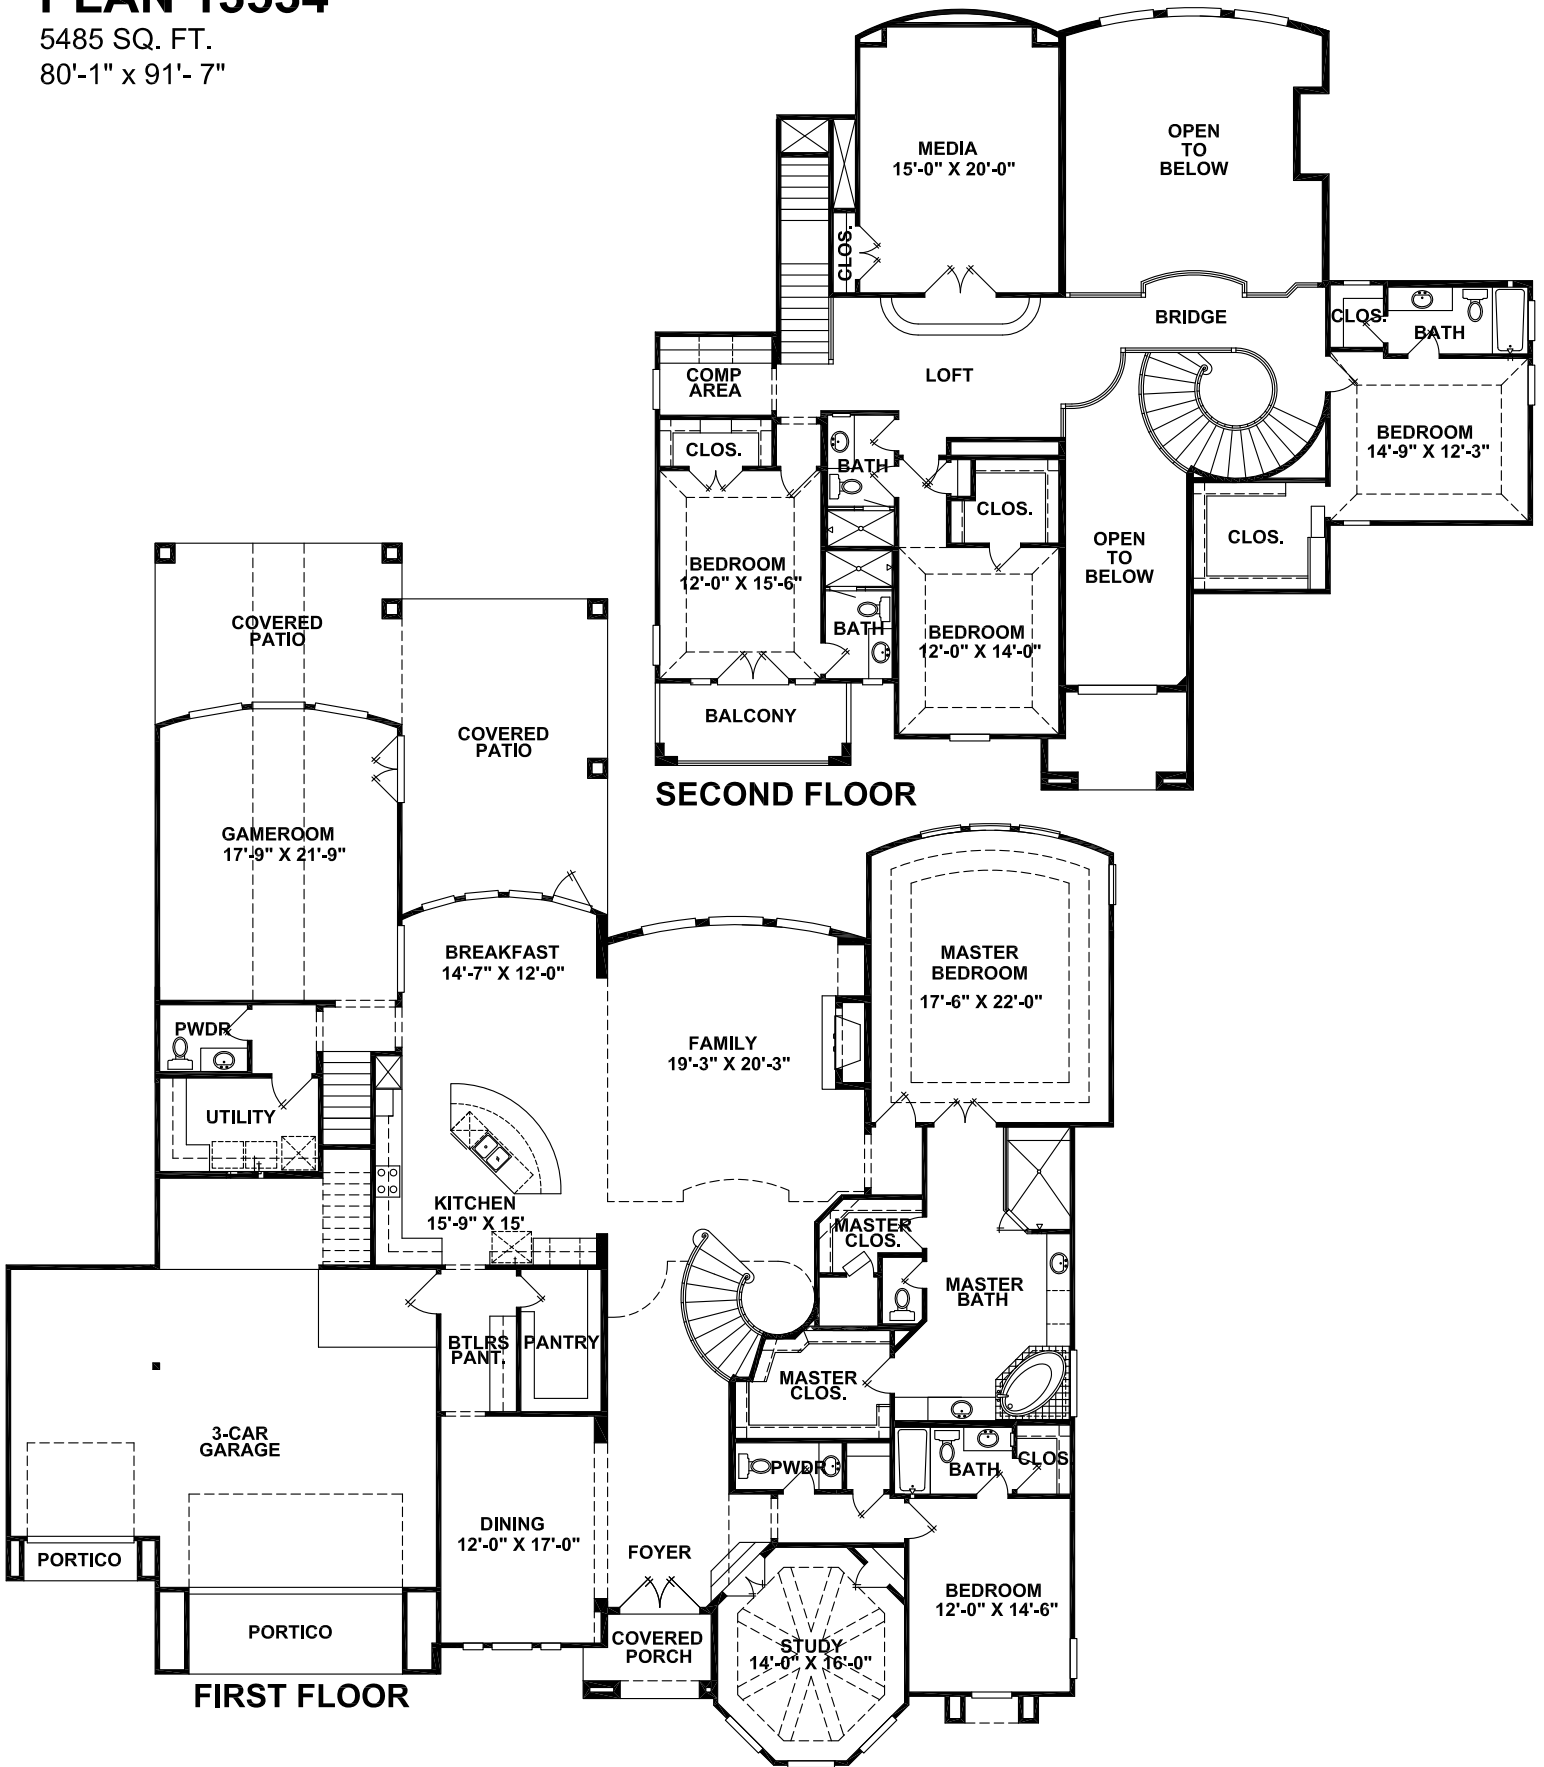 PLAN 13534
5485 SQ. FT.
80'-1" x 91'- 7"
MEDIA
15'-0" X 20'-0"
OPEN
TO
BELOW
CLOS.
BRIDGE
CLOS.
BATH
COMP
AREA
LOFT
BEDROOM
14'-9" X 12'-3"
CLOS.
BATH
CLOS.
CLOS.
OPEN
TO
BELOW
BEDROOM
12'-0" X 15'-6"
BATH
BEDROOM
12'-0" X 14'-0"
BALCONY
SECOND FLOOR
COVERED
PATIO
COVERED
PATIO
GAMEROOM
17'-9" X 21'-9"
BREAKFAST
14'-7" X 12'-0"
MASTER
BEDROOM
17'-6" X 22'-0"
PWDR
FAMILY
19'-3" X 20'-3"
UTILITY
KITCHEN
15'-9" X 15'
MASTER
CLOS.
MASTER
BATH
BTLRS
PANT.
PANTRY
MASTER
CLOS.
3-CAR
GARAGE
PWDR
BATH
CLOS
DINING
12'-0" X 17'-0"
FOYER
PORTICO
BEDROOM
12'-0" X 14'-6"
PORTICO
COVERED
PORCH
STUDY
14'-0" X 16'-0"
FIRST FLOOR